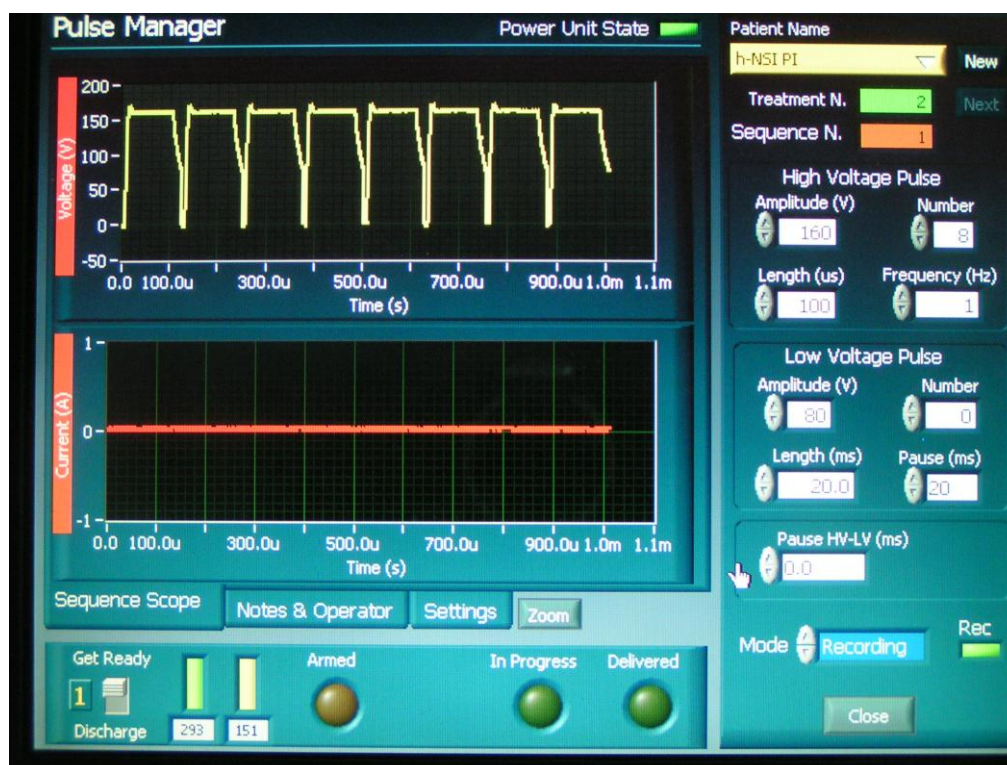 Pulse Manager
Power Unit State
Voltage (V)
200
150
100
50
0
-50
0.0 100.0u 300.0u 500.0u 700.0u 900.0u 1.0m 1.1m
Time (s)
Current (A)
1
0
-1
0.0 100.0u 300.0u 500.0u 700.0u 900.0u 1.0m 1.1m
Time (s)
Sequence Scope
Notes & Operator
Settings
Zoom
Get Ready
1
Discharge
293
151
Armed
In Progress
Delivered
Patient Name
h-NSI PI
New
Treatment N. 2
Next
Sequence N. 1
High Voltage Pulse
Amplitude (V) Number
160 8
Length (us) Frequency (Hz)
100 1
Low Voltage Pulse
Amplitude (V) Number
80 0
Length (ms) Pause (ms)
20.0 20
Pause HV-LV (ms)
0.0
Mode Recording
Rec
Close